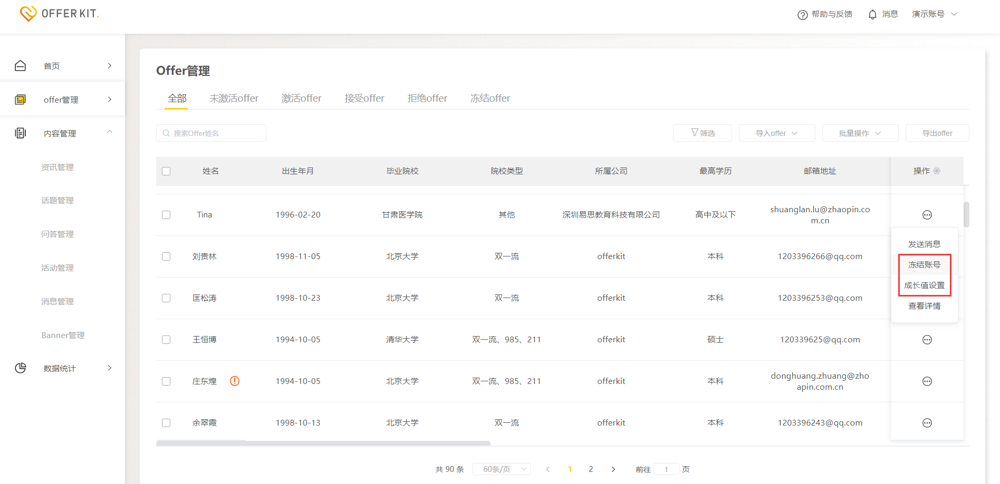 OFFER KIT.
帮助与反馈
消息
演示账号
首页
offer管理
内容管理
资讯管理
话题管理
问答管理
活动管理
消息管理
Banner管理
数据统计
Offer管理
全部 未激活offer 激活offer 接受offer 拒绝offer 冻结offer
搜索Offer姓名
筛选 导入offer 批量操作 导出offer
姓名 出生年月 毕业院校 院校类型 所属公司 最高学历 邮箱地址 操作
Tina 1996-02-20 甘肃医学院 其他 深圳易思教育科技有限公司 高中及以下 shuanglan.lu@zhaopin.co
m.cn
刘贵林 1998-11-05 北京大学 双一流 offerkit 本科 1203396266@qq.com
匡松涛 1998-10-23 北京大学 双一流 offerkit 本科 1203396253@qq.com
王恒博 1994-10-05 清华大学 双一流、985、211 offerkit 硕士 120339625@qq.com
庄东煌 1994-10-05 北京大学 双一流、985、211 offerkit 本科 donghuang.zhuang@zha
apin.com.cn
余翠霞 1998-10-13 北京大学 双一流 offerkit 本科 1203396243@qq.com
发送消息
冻结账号
成长值设置
查看详情
共 90 条 60条/页 1 2 前往 1 页